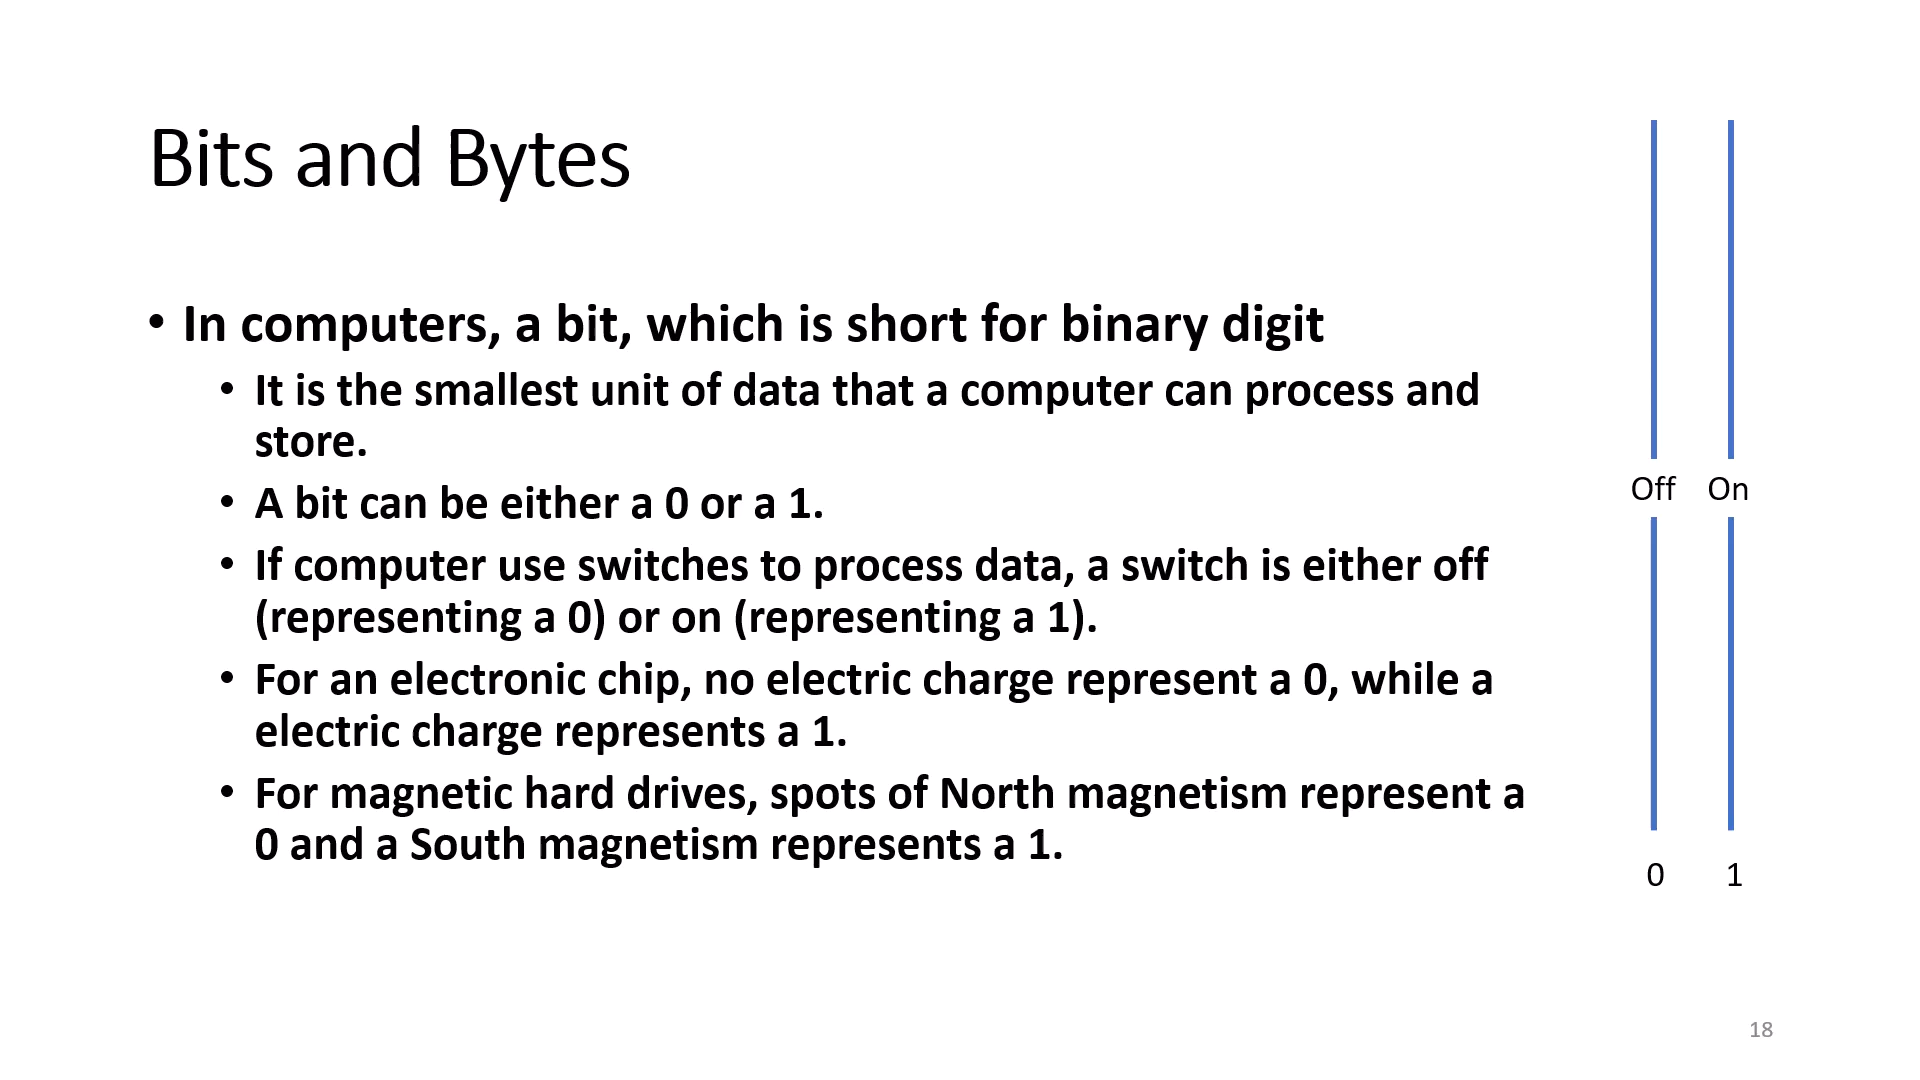 Bits and Bytes
• In computers, a bit, which is short for binary digit
• It is the smallest unit of data that a computer can process and
store.
• A bit can be either a 0 or a 1.
• If computer use switches to process data, a switch is either off
(representing a 0) or on (representing a 1).
• For an electronic chip, no electric charge represent a 0, while a
electric charge represents a 1.
• For magnetic hard drives, spots of North magnetism represent a
0 and a South magnetism represents a 1.
Off On
0 1
18